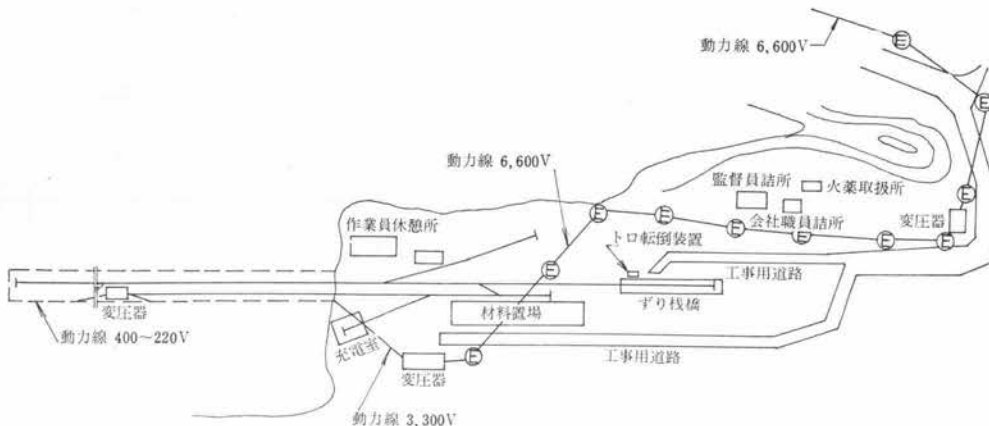 動力線 6,600V
動力線 6,600V
監督員詰所
火薬取扱所
会社職員詰所
変圧器
作業員休憩所
トロ転倒装置
工事用道路
ずり桟橋
変圧器
材料置場
動力線 400〜220V
充電室
工事用道路
変圧器
動力線 3,300V
E
E
E
E
E
E
E
E
E
E
E